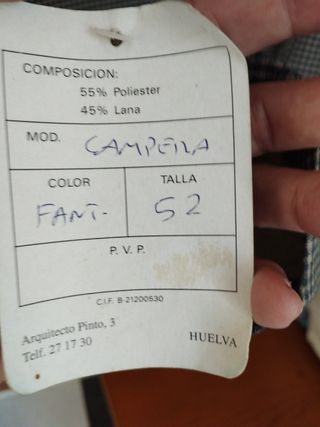 COMPOSICION:
55% Poliester
45% Lana
MOD. CAMPERA
COLOR TALLA
FANT. 52
P. V. P.
C.I.F. B-21200530
Arquitecto Pinto, 3
Telf. 27 17 30 HUELVA